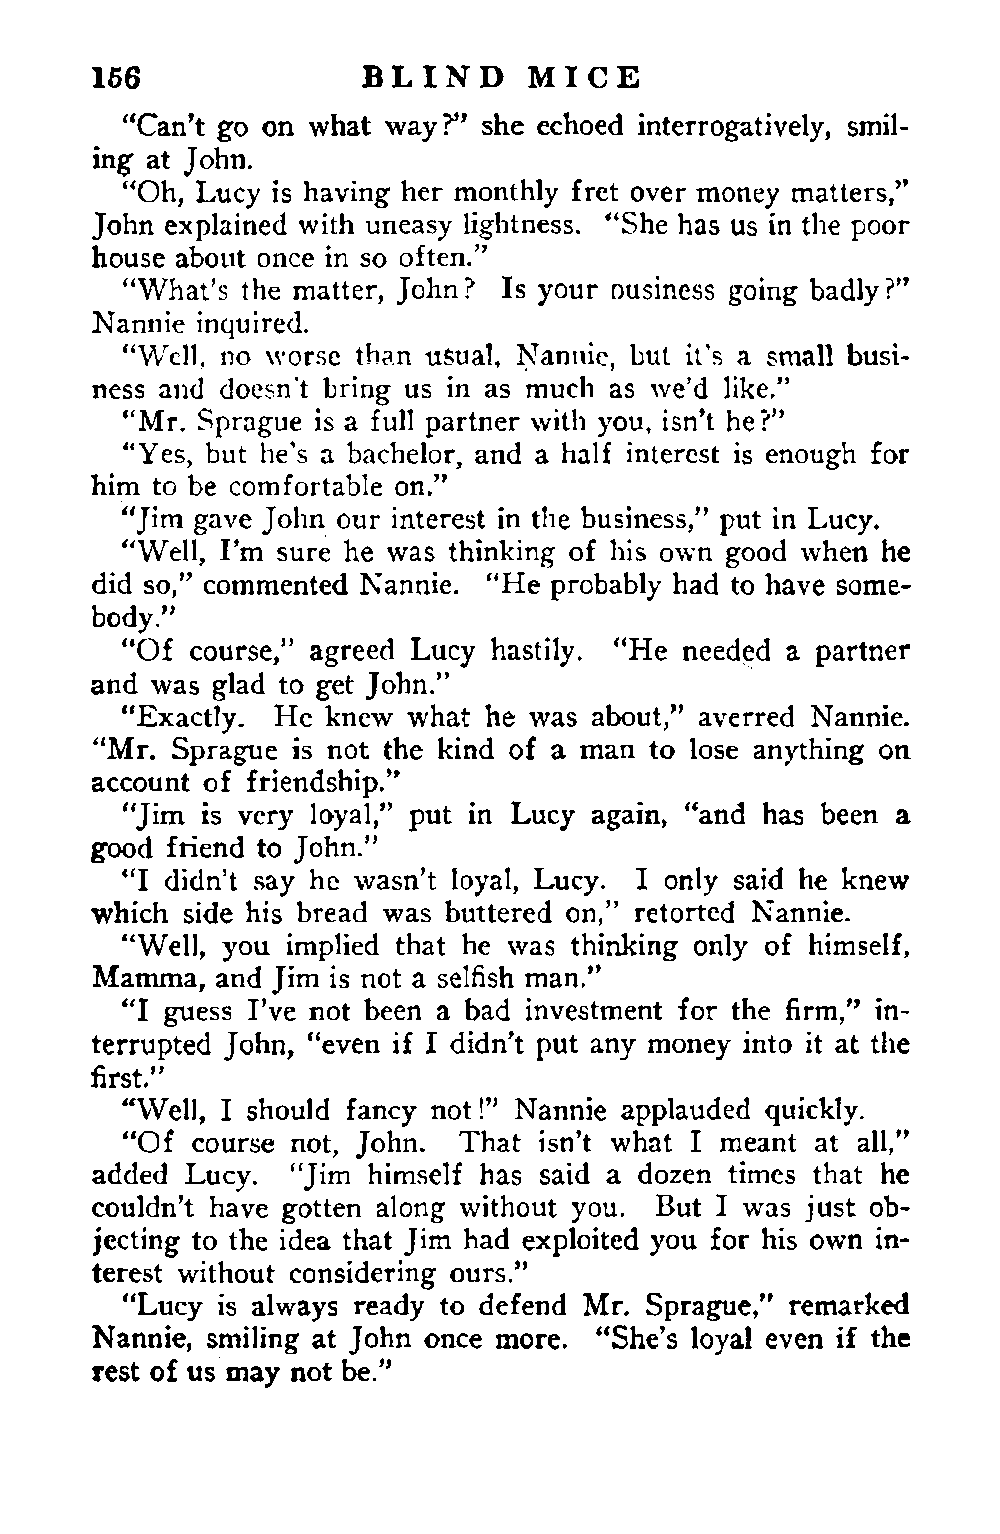 156 BLIND MICE
“Can’t go on what way?” she echoed interrogatively, smil-
ing at John.
“Oh, Lucy is having her monthly fret over money matters,”
John explained with uneasy lightness. “She has us in the poor
house about once in so often.”
“What’s the matter, John? Is your ousiness going badly?”
Nannie inquired.
“Well, no worse than usual, Nannie, but it’s a small busi-
ness and doesn’t bring us in as much as we’d like.”
“Mr. Sprague is a full partner with you, isn’t he?”
“Yes, but he’s a bachelor, and a half interest is enough for
him to be comfortable on.”
“Jim gave John our interest in the business,” put in Lucy.
“Well, I’m sure he was thinking of his own good when he
did so,” commented Nannie. “He probably had to have some-
body.”
“Of course,” agreed Lucy hastily. “He needed a partner
and was glad to get John.”
“Exactly. He knew what he was about,” averred Nannie.
“Mr. Sprague is not the kind of a man to lose anything on
account of friendship.”
“Jim is very loyal,” put in Lucy again, “and has been a
good friend to John.”
“I didn’t say he wasn’t loyal, Lucy. I only said he knew
which side his bread was buttered on,” retorted Nannie.
“Well, you implied that he was thinking only of himself,
Mamma, and Jim is not a selfish man.”
“I guess I’ve not been a bad investment for the firm,” in-
terrupted John, “even if I didn’t put any money into it at the
first.”
“Well, I should fancy not!” Nannie applauded quickly.
“Of course not, John. That isn’t what I meant at all,”
added Lucy. “Jim himself has said a dozen times that he
couldn’t have gotten along without you. But I was just ob-
jecting to the idea that Jim had exploited you for his own in-
terest without considering ours.”
“Lucy is always ready to defend Mr. Sprague,” remarked
Nannie, smiling at John once more. “She’s loyal even if the
rest of us may not be.”